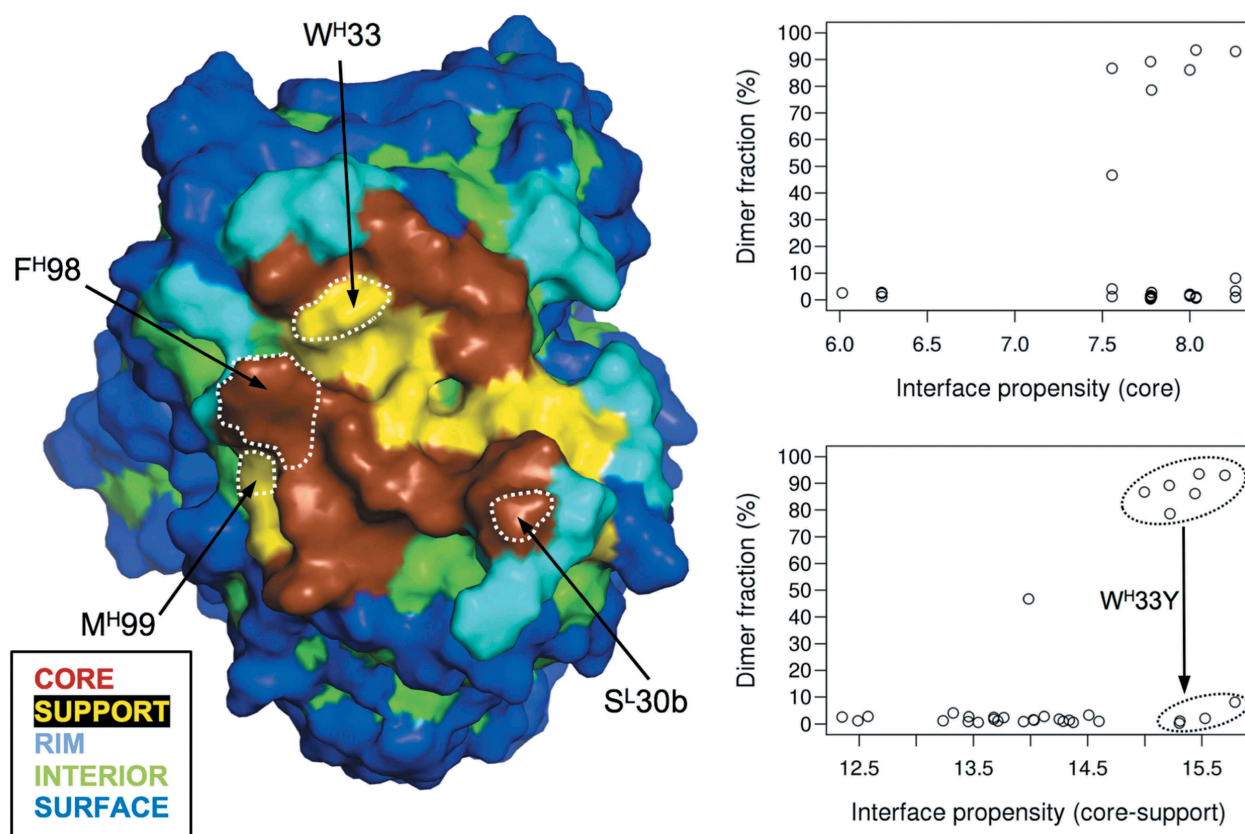 WH33
FH98
MH99
SL30b
CORE
SUPPORT
RIM
INTERIOR
SURFACE
Dimer fraction (%)
100
90
80
70
60
50
40
30
20
10
0
6.0 6.5 7.0 7.5 8.0
Interface propensity (core)
Dimer fraction (%)
100
90
80
70
60
50
40
30
20
10
0
WH33Y
12.5 13.5 14.5 15.5
Interface propensity (core-support)